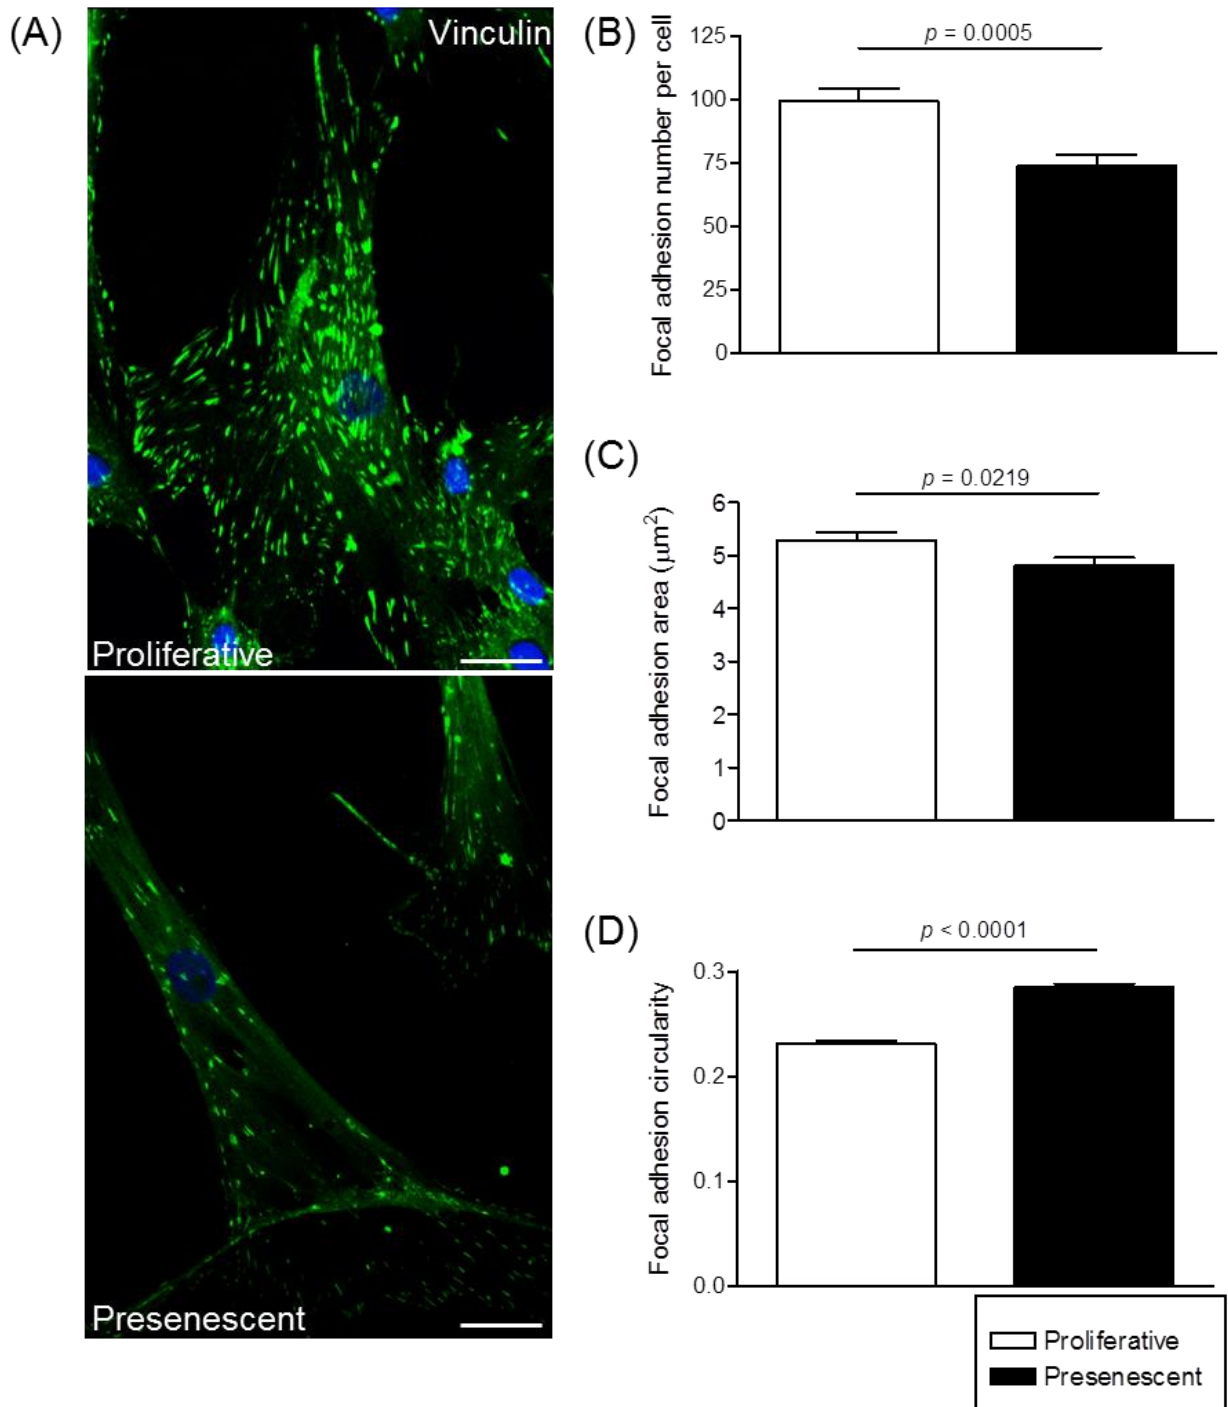 (A)
Vinculin
Proliferative
Presenescent
(B)
Focal adhesion number per cell
125
100
75
50
25
0
p = 0.0005
(C)
Focal adhesion area (μm²)
6
5
4
3
2
1
0
p = 0.0219
(D)
Focal adhesion circularity
0.3
0.2
0.1
0.0
p < 0.0001
Proliferative
Presenescent